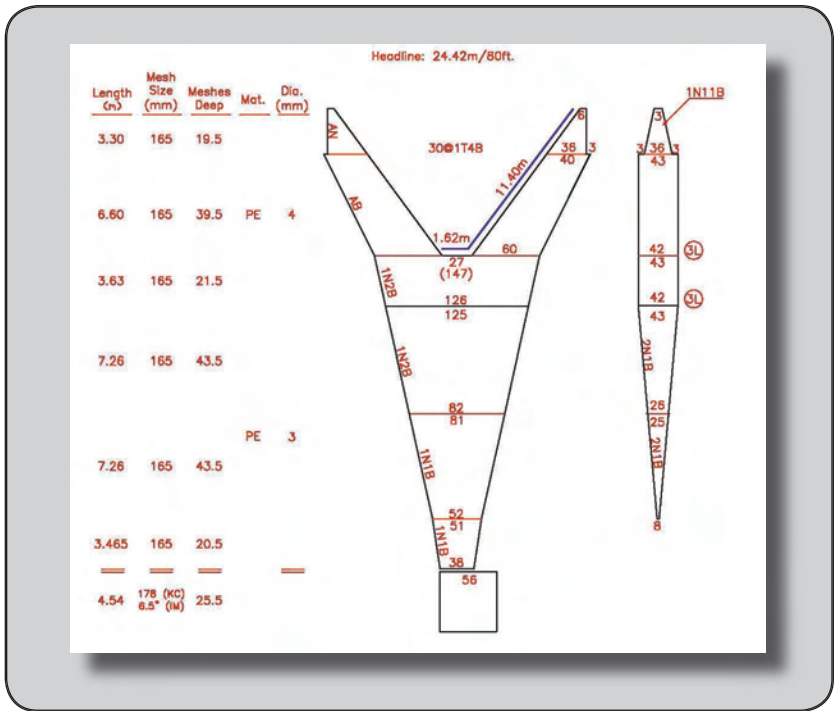 Headline: 24.42m/80ft.
Length (m) Mesh Size (mm) Meshes Deep Mat. Dia. (mm)
3.30 165 19.5
6.60 165 39.5 PE 4
3.63 165 21.5
7.26 165 43.5
PE 3
7.26 165 43.5
3.465 165 20.5
4.54 178 (KC) 6.5" (IM) 25.5
AN
30@1T4B
6
36 3
40
11.40m
AB
1.62m
60
27
(147)
1N2B
126
125
1N2B
82
81
1N1B
52
51
1N1B
38
56
1N11B
3
3 36 3
43
42 3L
43
42 3L
43
2N1B
26
25
2N1B
8